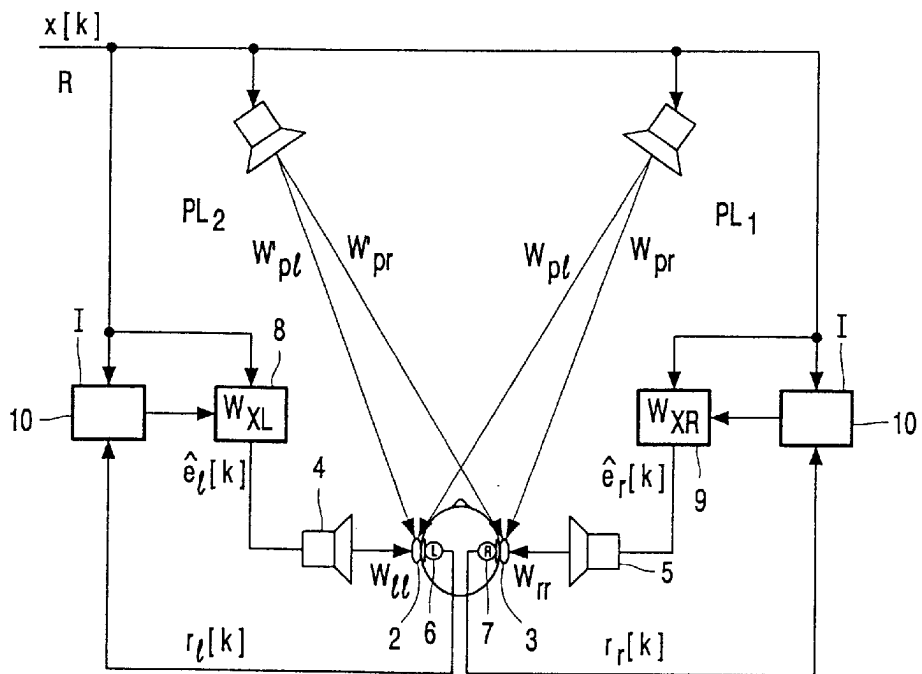 x[k]
R
PL2 PL1
W'pℓ W'pr Wpℓ Wpr
I 8 I
10 WXL WXR 10
êℓ[k] 4 êr[k] 9
L R
Wℓℓ Wrr 5
2 6 7 3
rℓ[k] rr[k]